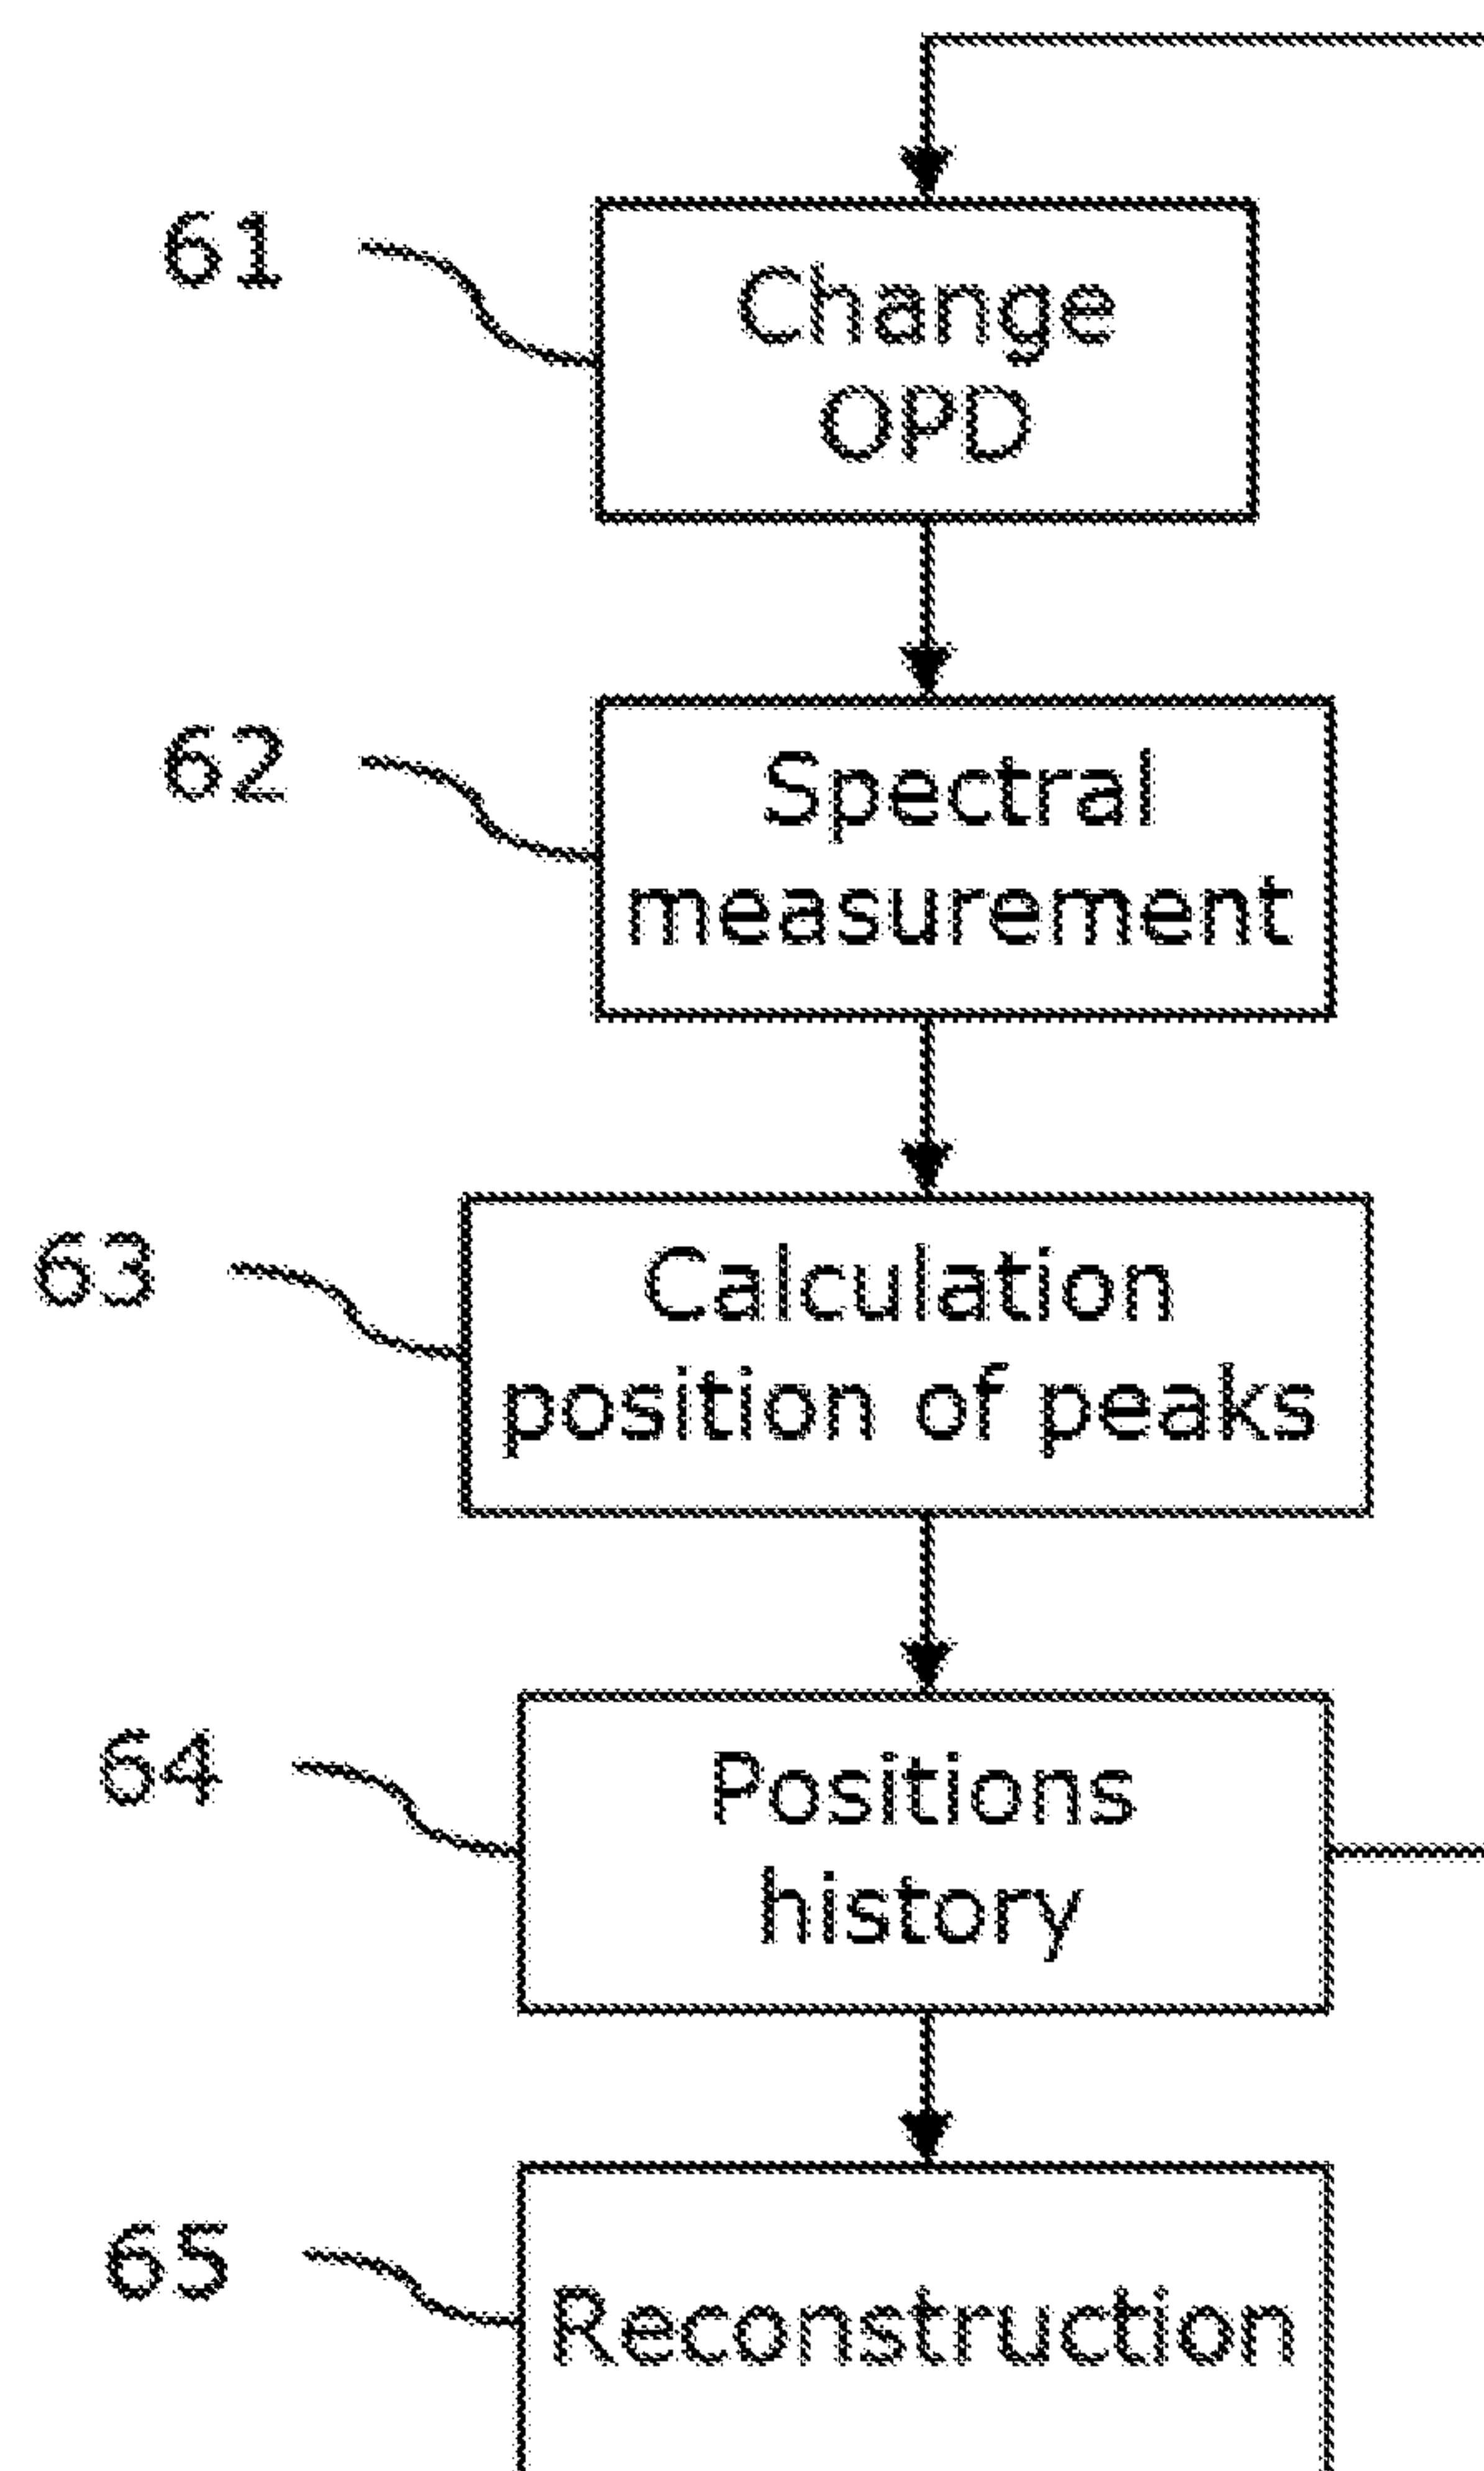 61
Change
OPD
62
Spectral
measurement
63
Calculation
position of peaks
64
Positions
history
65
Reconstruction